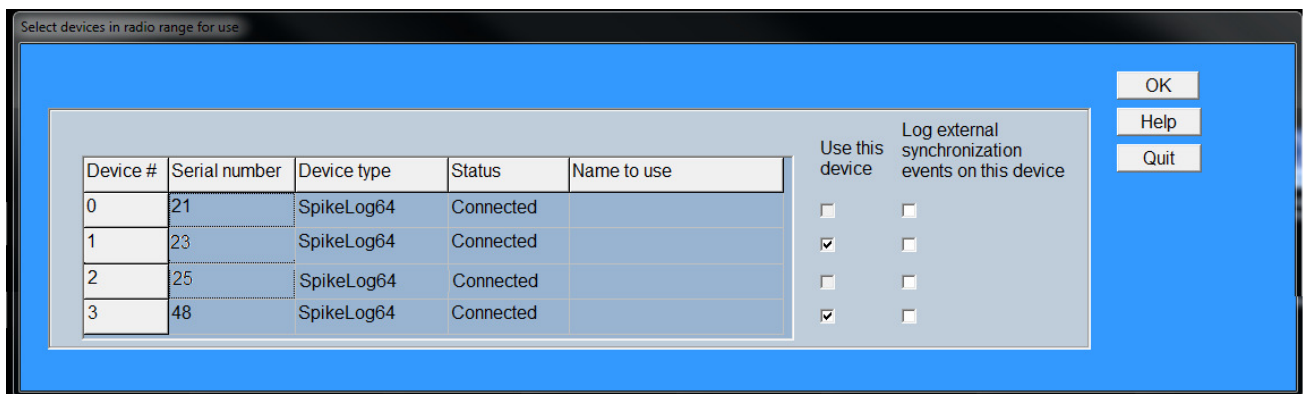 Select devices in radio range for use
OK
Help
Quit
Use this device
Log external synchronization events on this device
Device # Serial number Device type Status Name to use
0 21 SpikeLog64 Connected
1 23 SpikeLog64 Connected
2 25 SpikeLog64 Connected
3 48 SpikeLog64 Connected